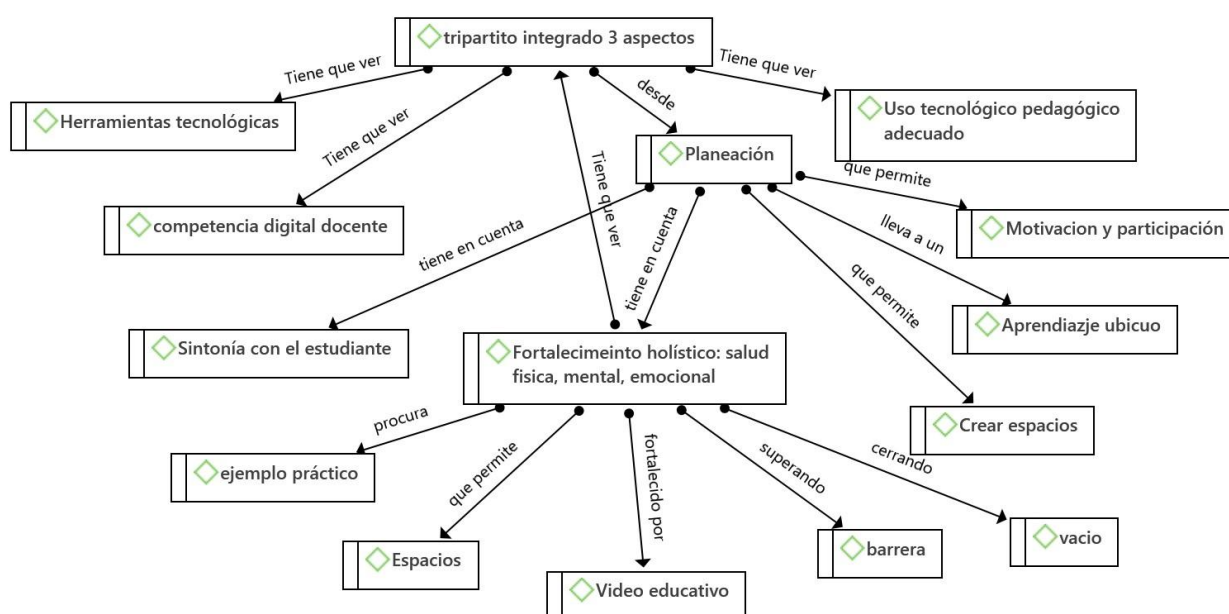 tripartito integrado 3 aspectos
Tiene que ver
Tiene que ver
desde
Tiene que ver
Herramientas tecnológicas
Uso tecnológico pedagógico
adecuado
Planeación
que permite
competencia digital docente
Tiene que ver
Motivacion y participación
tiene en cuenta
tiene en cuenta
lleva a un
que permite
Sintonía con el estudiante
Fortalecimeinto holístico: salud
fisica, mental, emocional
Aprendiazje ubicuo
Crear espacios
procura
que permite
fortalecido por
superando
cerrando
ejemplo práctico
Espacios
Video educativo
barrera
vacio